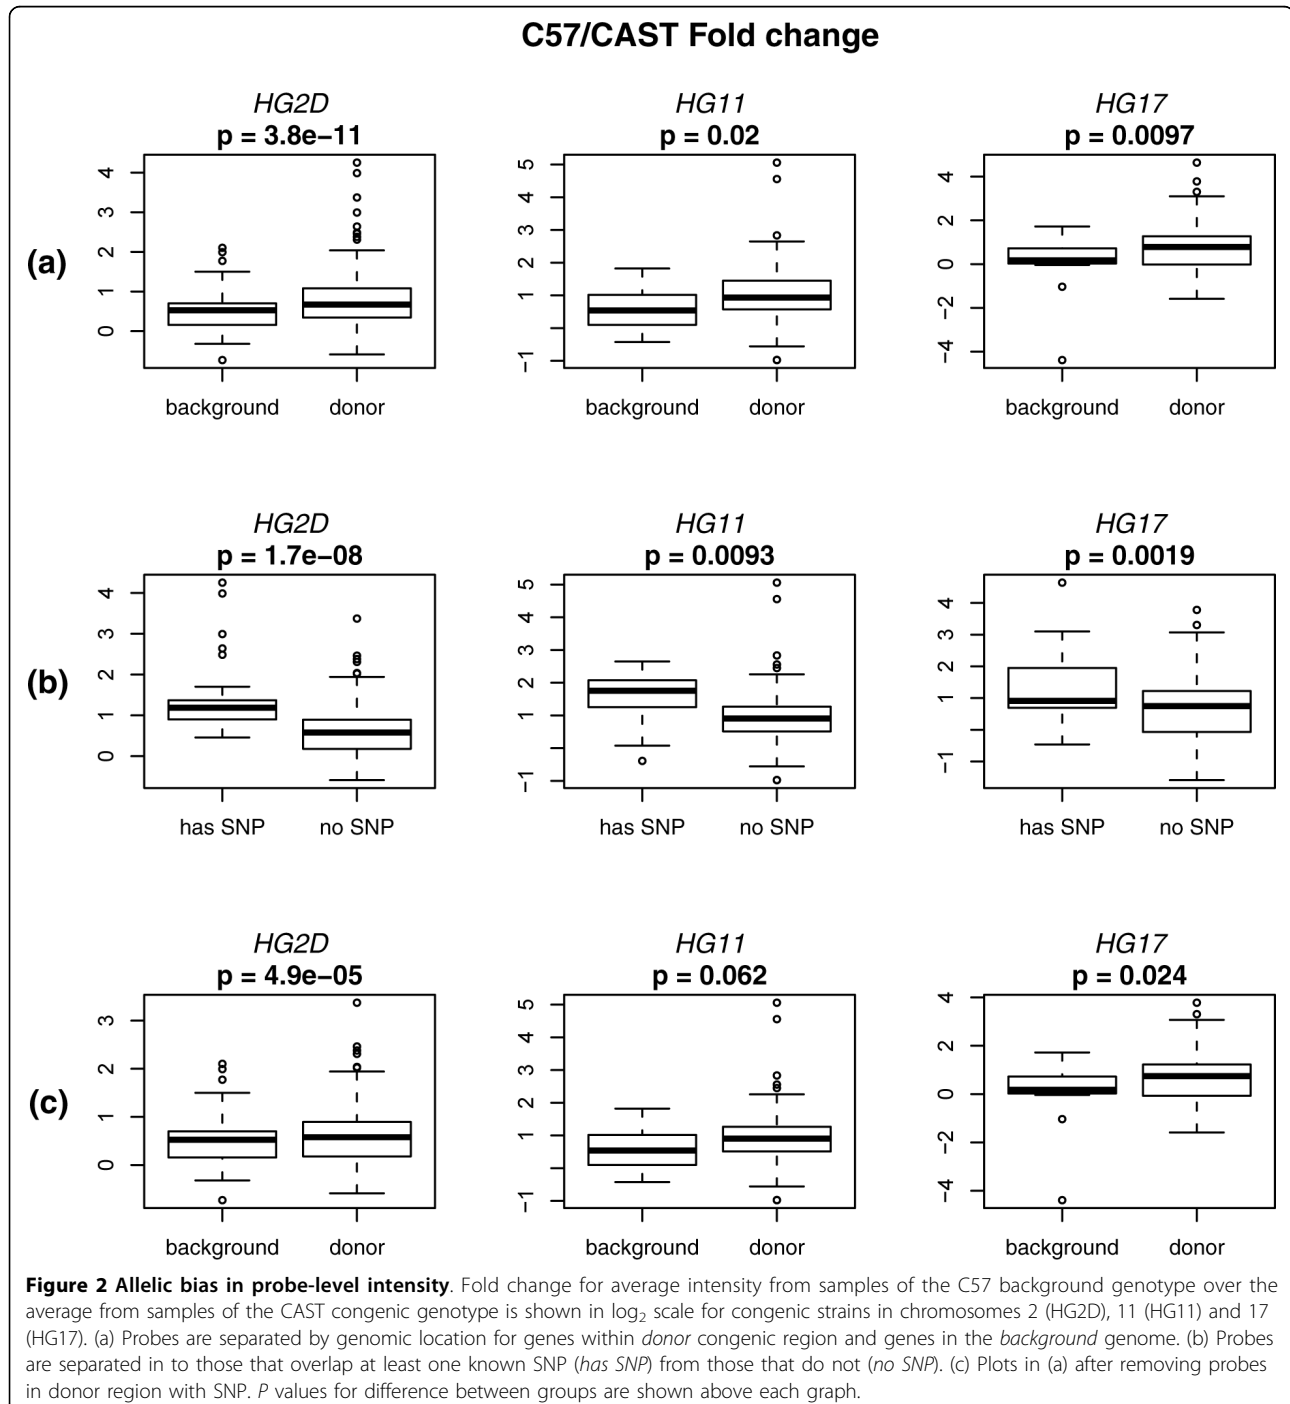 C57/CAST Fold change
HG2D
p = 3.8e−11
HG11
p = 0.02
HG17
p = 0.0097
(a)
4
3
2
1
0
background
donor
5
4
3
2
1
−1
background
donor
4
2
0
−2
−4
background
donor
HG2D
p = 1.7e−08
HG11
p = 0.0093
HG17
p = 0.0019
(b)
4
3
2
1
0
has SNP
no SNP
5
4
3
2
1
−1
has SNP
no SNP
4
3
2
1
−1
has SNP
no SNP
HG2D
p = 4.9e−05
HG11
p = 0.062
HG17
p = 0.024
(c)
3
2
1
0
background
donor
5
4
3
2
1
−1
background
donor
4
2
0
−2
−4
background
donor
Figure 2 Allelic bias in probe-level intensity. Fold change for average intensity from samples of the C57 background genotype over the
average from samples of the CAST congenic genotype is shown in log2 scale for congenic strains in chromosomes 2 (HG2D), 11 (HG11) and 17
(HG17). (a) Probes are separated by genomic location for genes within donor congenic region and genes in the background genome. (b) Probes
are separated in to those that overlap at least one known SNP (has SNP) from those that do not (no SNP). (c) Plots in (a) after removing probes
in donor region with SNP. P values for difference between groups are shown above each graph.